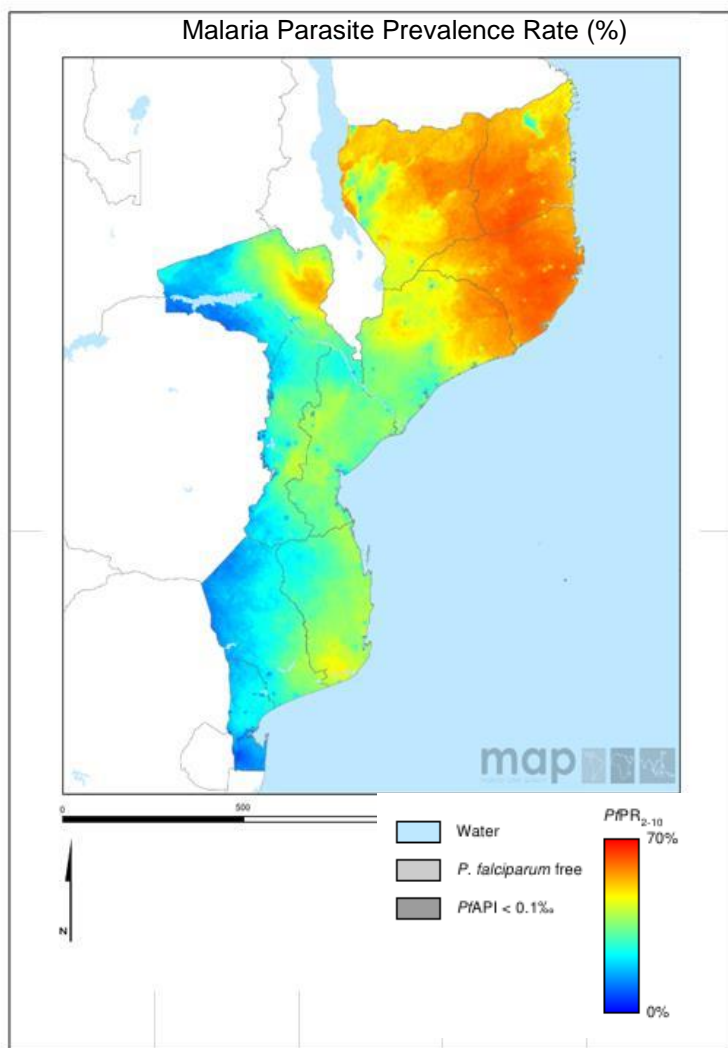 Malaria Parasite Prevalence Rate (%)
map
0
500
Water
P. falciparum free
PfAPI < 0.1‰
PfPR2-10
70%
0%
N